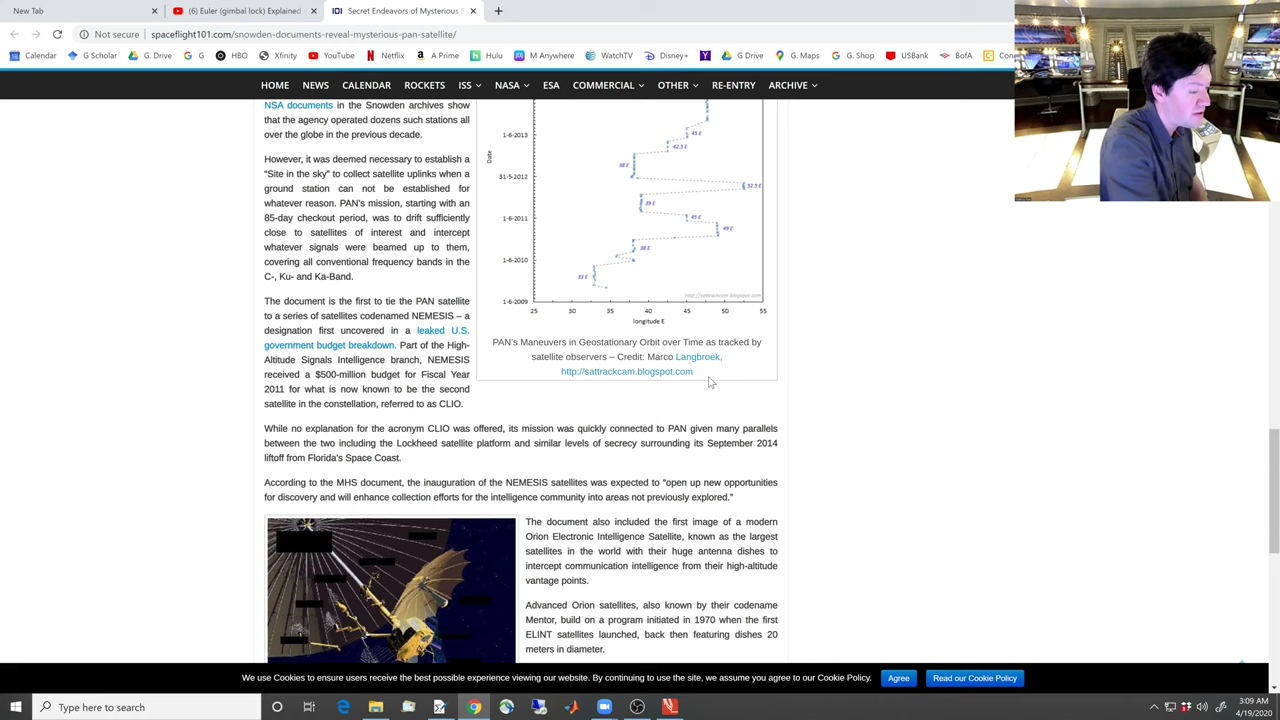 New Tab
(6) Euler (gimbal lock) Explained
Secret Endeavors of Mysterious S
Not secure
spaceflight101.com/snowden-documents-reveal-mysterious-pan-satellite/
Calendar
G Scholar
G. Drive
G
HBO
Xfinity
YouTube
Netflix
A Prime
Hulu
M Anywhere
WatchTV
Disney+
G Drive
G. Maps
G. Shop
USBank
BofA
Con
HOME
NEWS
CALENDAR
ROCKETS
ISS
NASA
ESA
COMMERCIAL
OTHER
RE-ENTRY
ARCHIVE
NSA documents in the Snowden archives show
that the agency operated dozens such stations all
over the globe in the previous decade.
However, it was deemed necessary to establish a
“Site in the sky” to collect satellite uplinks when a
ground station can not be established for
whatever reason. PAN’s mission, starting with an
85-day checkout period, was to drift sufficiently
close to satellites of interest and intercept
whatever signals were beamed up to them,
covering all conventional frequency bands in the
C-, Ku- and Ka-Band.
The document is the first to tie the PAN satellite
to a series of satellites codenamed NEMESIS – a
designation first uncovered in a leaked U.S.
government budget breakdown. Part of the High-
Altitude Signals Intelligence branch, NEMESIS
received a $500-million budget for Fiscal Year
2011 for what is now known to be the second
satellite in the constellation, referred to as CLIO.
Date
1-6-2013
31-5-2012
1-6-2011
1-6-2010
1-6-2009
45 E
42.5 E
38 E
52.5 E
39 E
45 E
49 E
38 E
33 E
http://sattrackcam.blogspot.com
25
30
35
40
45
50
55
longitude E
PAN’s Maneuvers in Geostationary Orbit over Time as tracked by
satellite observers – Credit: Marco Langbroek,
http://sattrackcam.blogspot.com
While no explanation for the acronym CLIO was offered, its mission was quickly connected to PAN given many parallels
between the two including the Lockheed satellite platform and similar levels of secrecy surrounding its September 2014
liftoff from Florida’s Space Coast.
According to the MHS document, the inauguration of the NEMESIS satellites was expected to “open up new opportunities
for discovery and will enhance collection efforts for the intelligence community into areas not previously explored.”
The document also included the first image of a modern
Orion Electronic Intelligence Satellite, known as the largest
satellites in the world with their huge antenna dishes to
intercept communication intelligence from their high-altitude
vantage points.
Advanced Orion satellites, also known by their codename
Mentor, build on a program initiated in 1970 when the first
ELINT satellites launched, back then featuring dishes 20
meters in diameter.
We use Cookies to ensure users receive the best possible experience viewing our website. By continuing to use the site, we assume you agree to our Cookie Policy.
Agree
Read our Cookie Policy
Type here to search
3:09 AM
4/19/2020